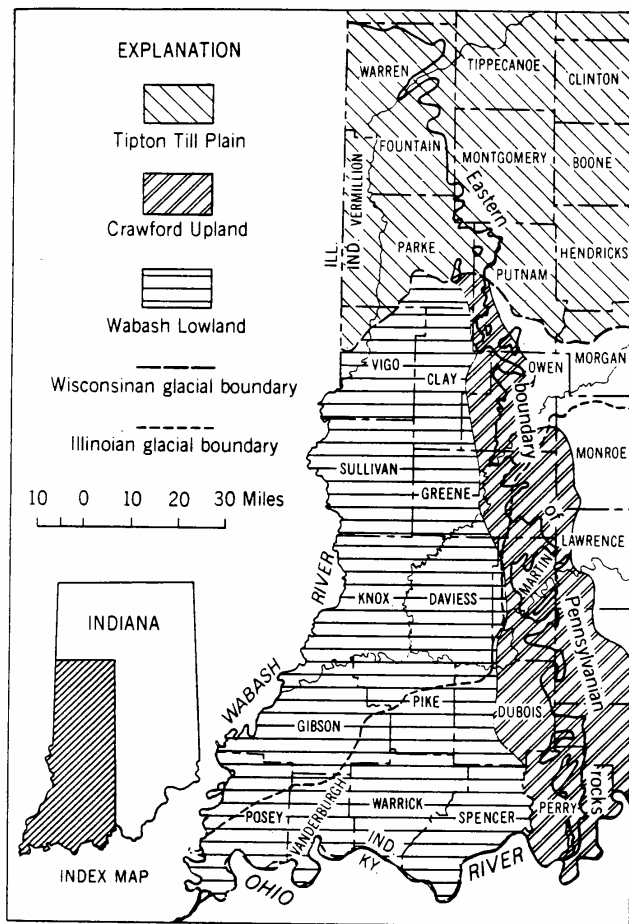 EXPLANATION
Tipton Till Plain
Crawford Upland
Wabash Lowland
Wisconsinan glacial boundary
Illinoian glacial boundary
10 0 10 20 30 Miles
INDIANA
INDEX MAP
WARREN
TIPPECANOE
CLINTON
FOUNTAIN
VERMILLION
MONTGOMERY
BOONE
ILL.
IND.
PARKE
PUTNAM
HENDRICKS
Eastern boundary of Pennsylvanian rocks
VIGO
CLAY
OWEN
MORGAN
SULLIVAN
GREENE
MONROE
LAWRENCE
KNOX
DAVIESS
MARTIN
WABASH RIVER
GIBSON
PIKE
DUBOIS
POSEY
VANDERBURGH
WARRICK
SPENCER
PERRY
IND.
KY.
OHIO RIVER